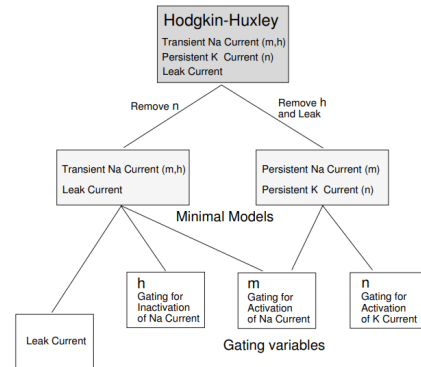 Hodgkin-Huxley
Transient Na Current (m,h)
Persistent K Current (n)
Leak Current
Remove n
Remove h
and Leak
Transient Na Current (m,h)
Leak Current
Persistent Na Current (m)
Persistent K Current (n)
Minimal Models
h
Gating for
Inactivation
of Na Current
m
Gating for
Activation
of Na Current
n
Gating for
Activation
of K Current
Leak Current
Gating variables